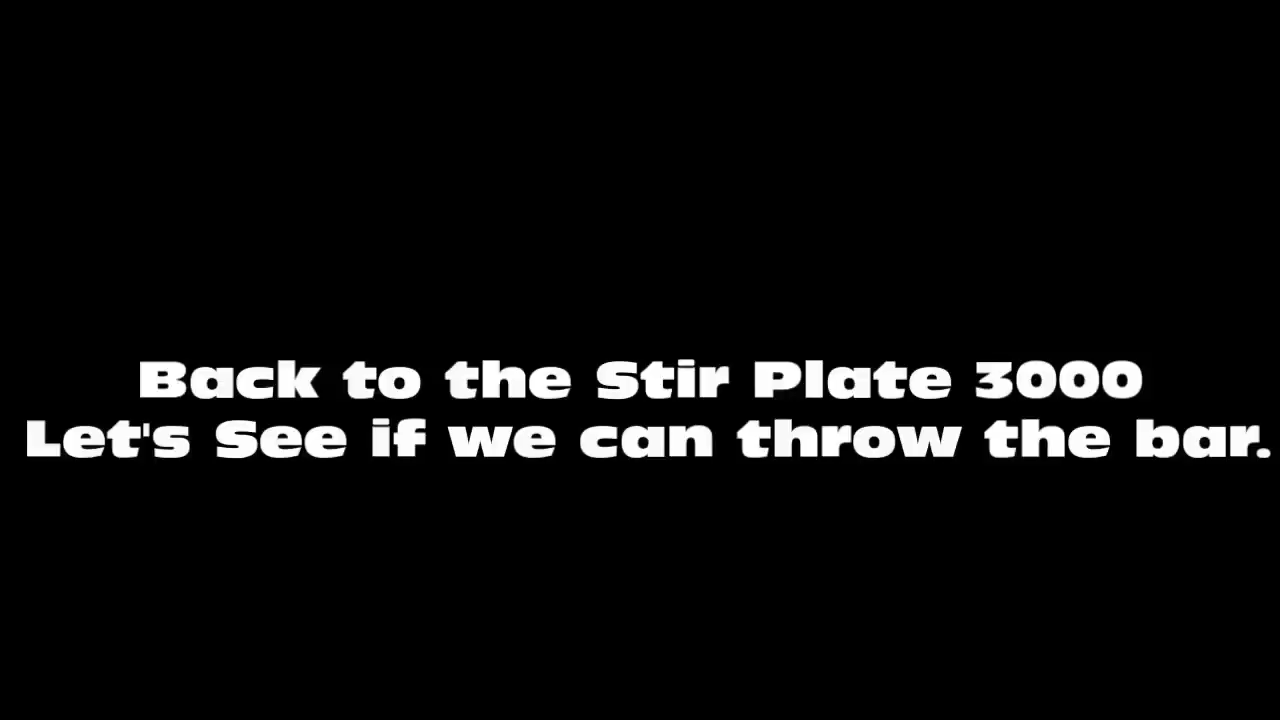 Back to the Stir Plate 3000
Let's See if we can throw the bar.